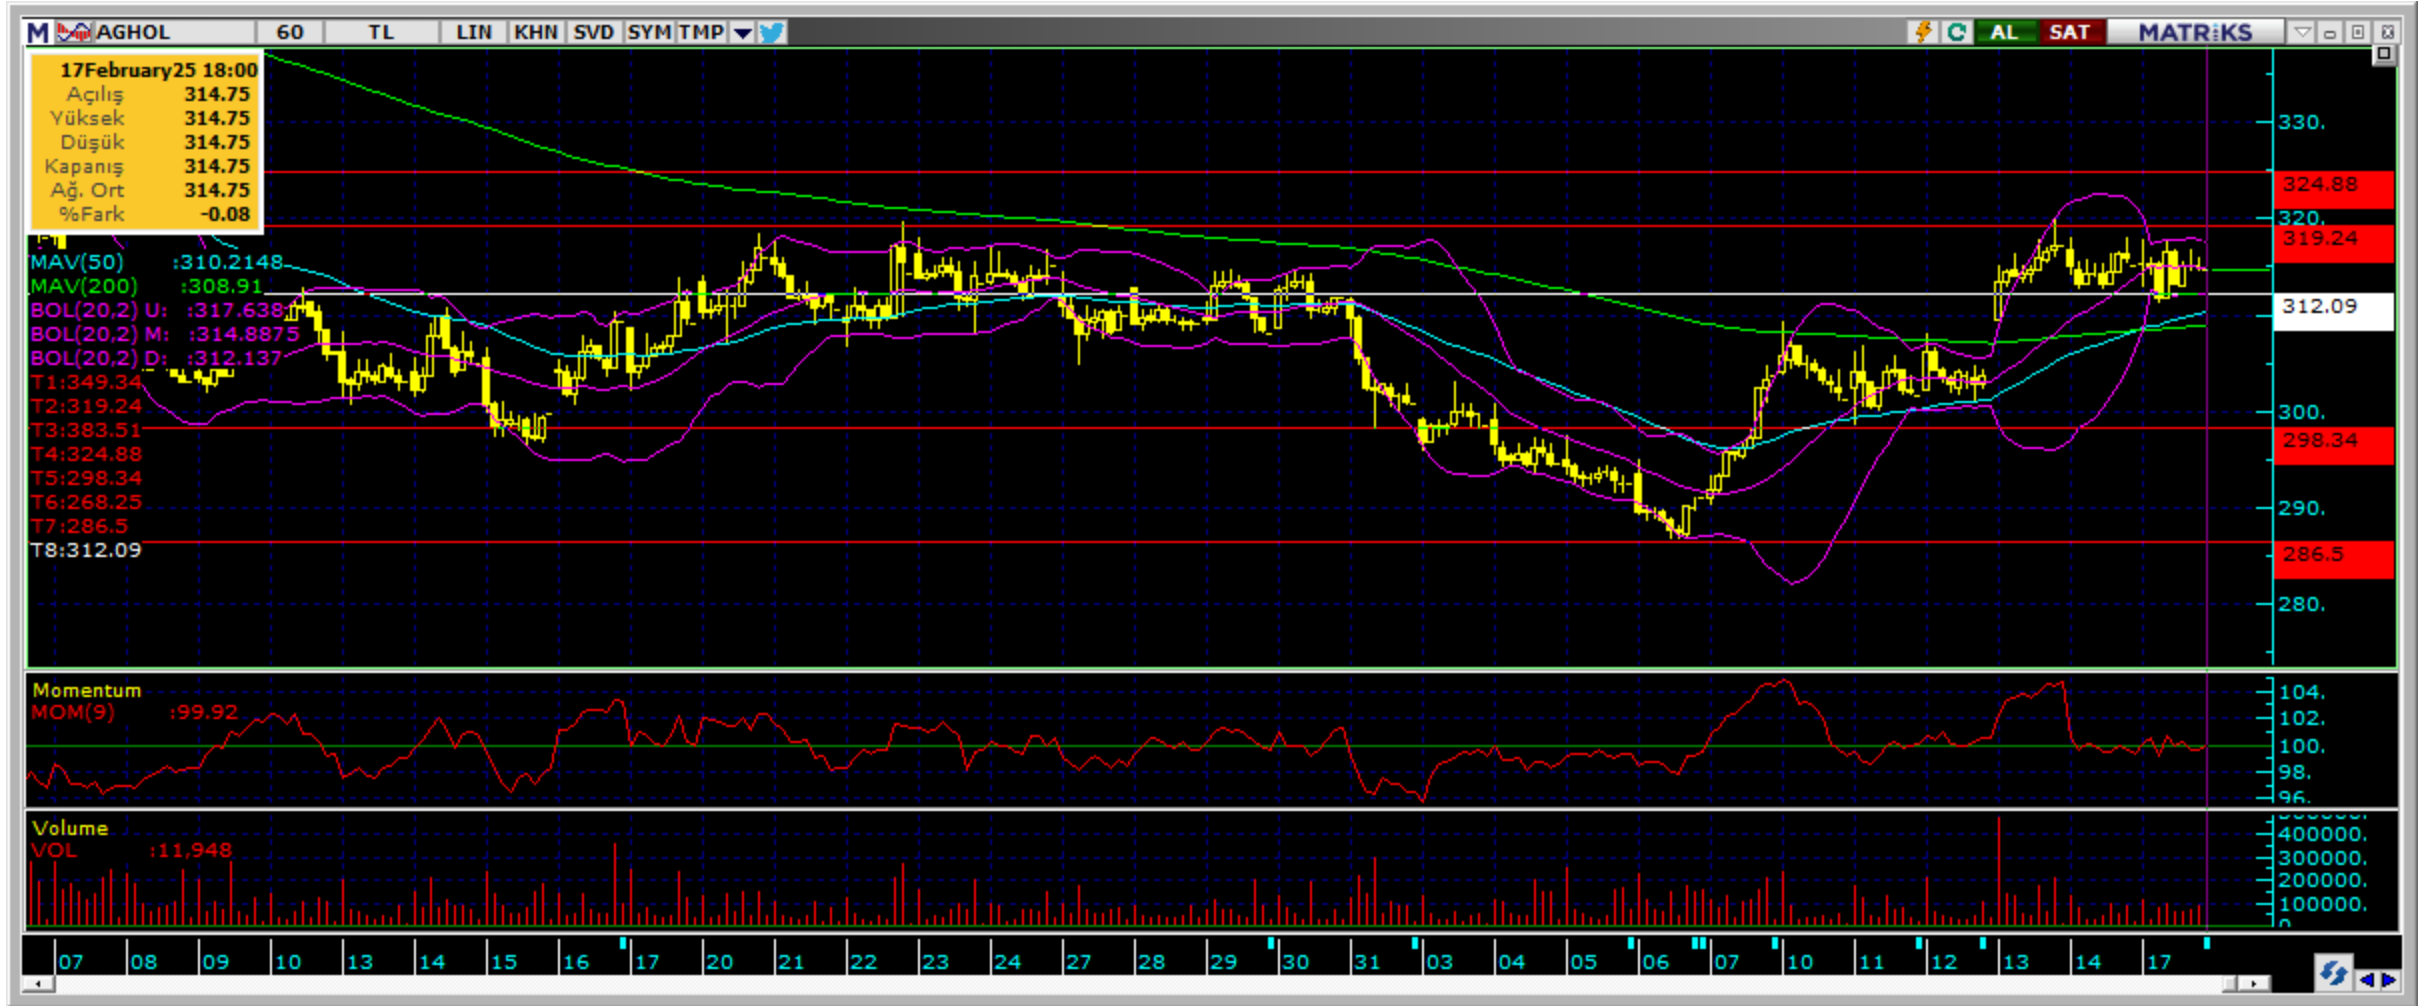 M AGHOL 60 TL LIN KHN SVD SYM TMP AL SAT MATRiKS
17February25 18:00
Açılış 314.75
Yüksek 314.75
Düşük 314.75
Kapanış 314.75
Ağ. Ort 314.75
%Fark -0.08
MAV(50) :310.2148
MAV(200) :308.91
BOL(20,2) U: :317.638
BOL(20,2) M: :314.8875
BOL(20,2) D: :312.137
T1:349.34
T2:319.24
T3:383.51
T4:324.88
T5:298.34
T6:268.25
T7:286.5
T8:312.09
330.
324.88
320.
319.24
312.09
300.
298.34
290.
286.5
280.
Momentum
MOM(9) :99.92
104.
102.
100.
98.
96.
Volume
VOL :11,948
400000.
300000.
200000.
100000.
0
07 08 09 10 13 14 15 16 17 20 21 22 23 24 27 28 29 30 31 03 04 05 06 07 10 11 12 13 14 17